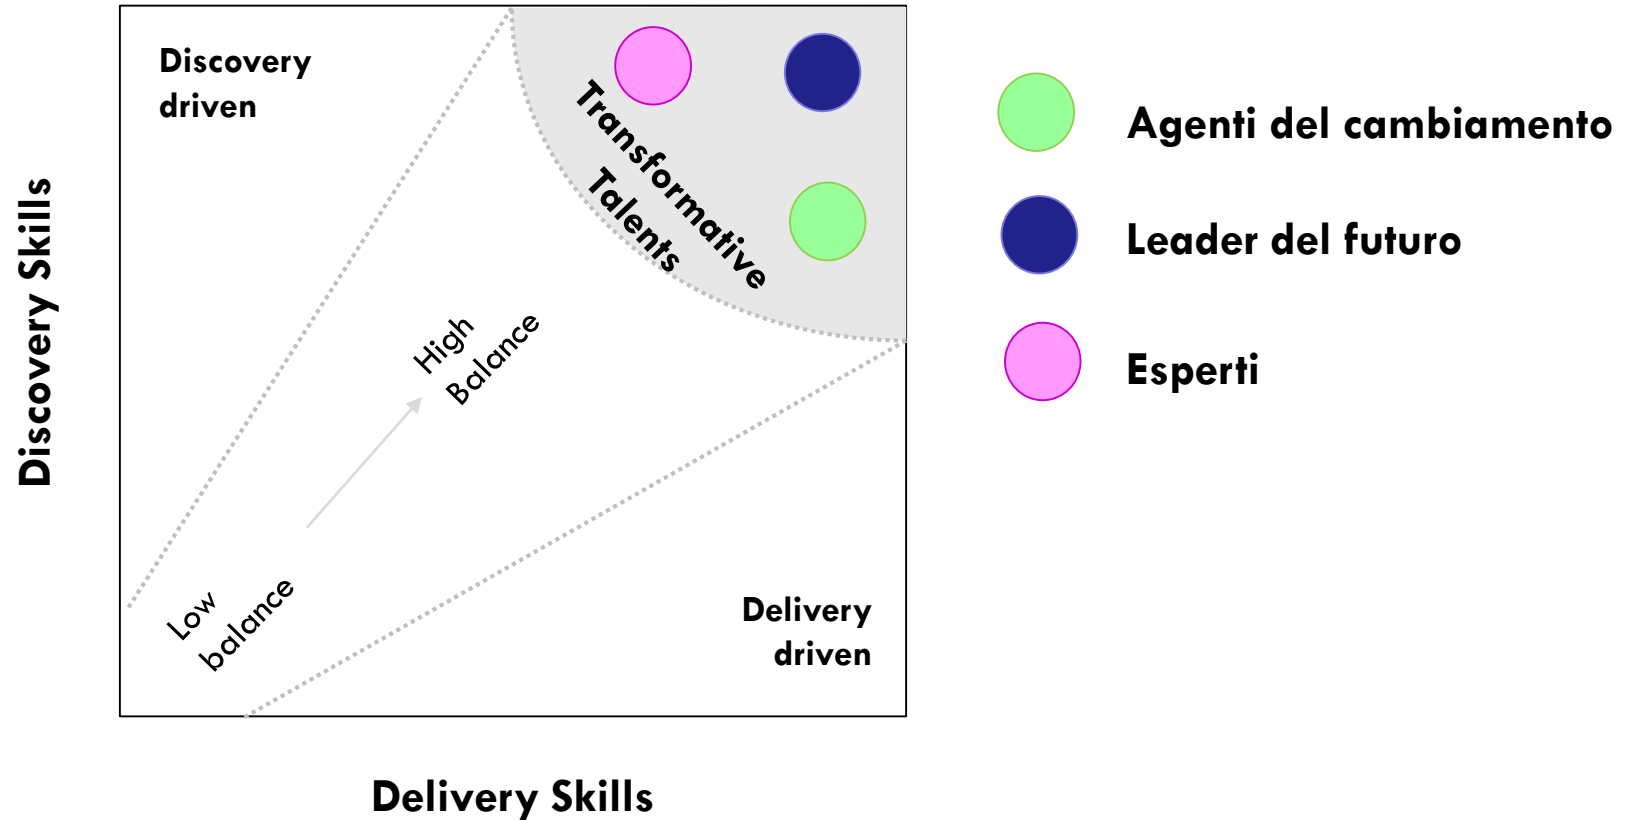 Discovery
driven
Transformative
Talents
Agenti del cambiamento
Leader del futuro
Esperti
Discovery Skills
High
Balance
Low
balance
Delivery
driven
Delivery Skills